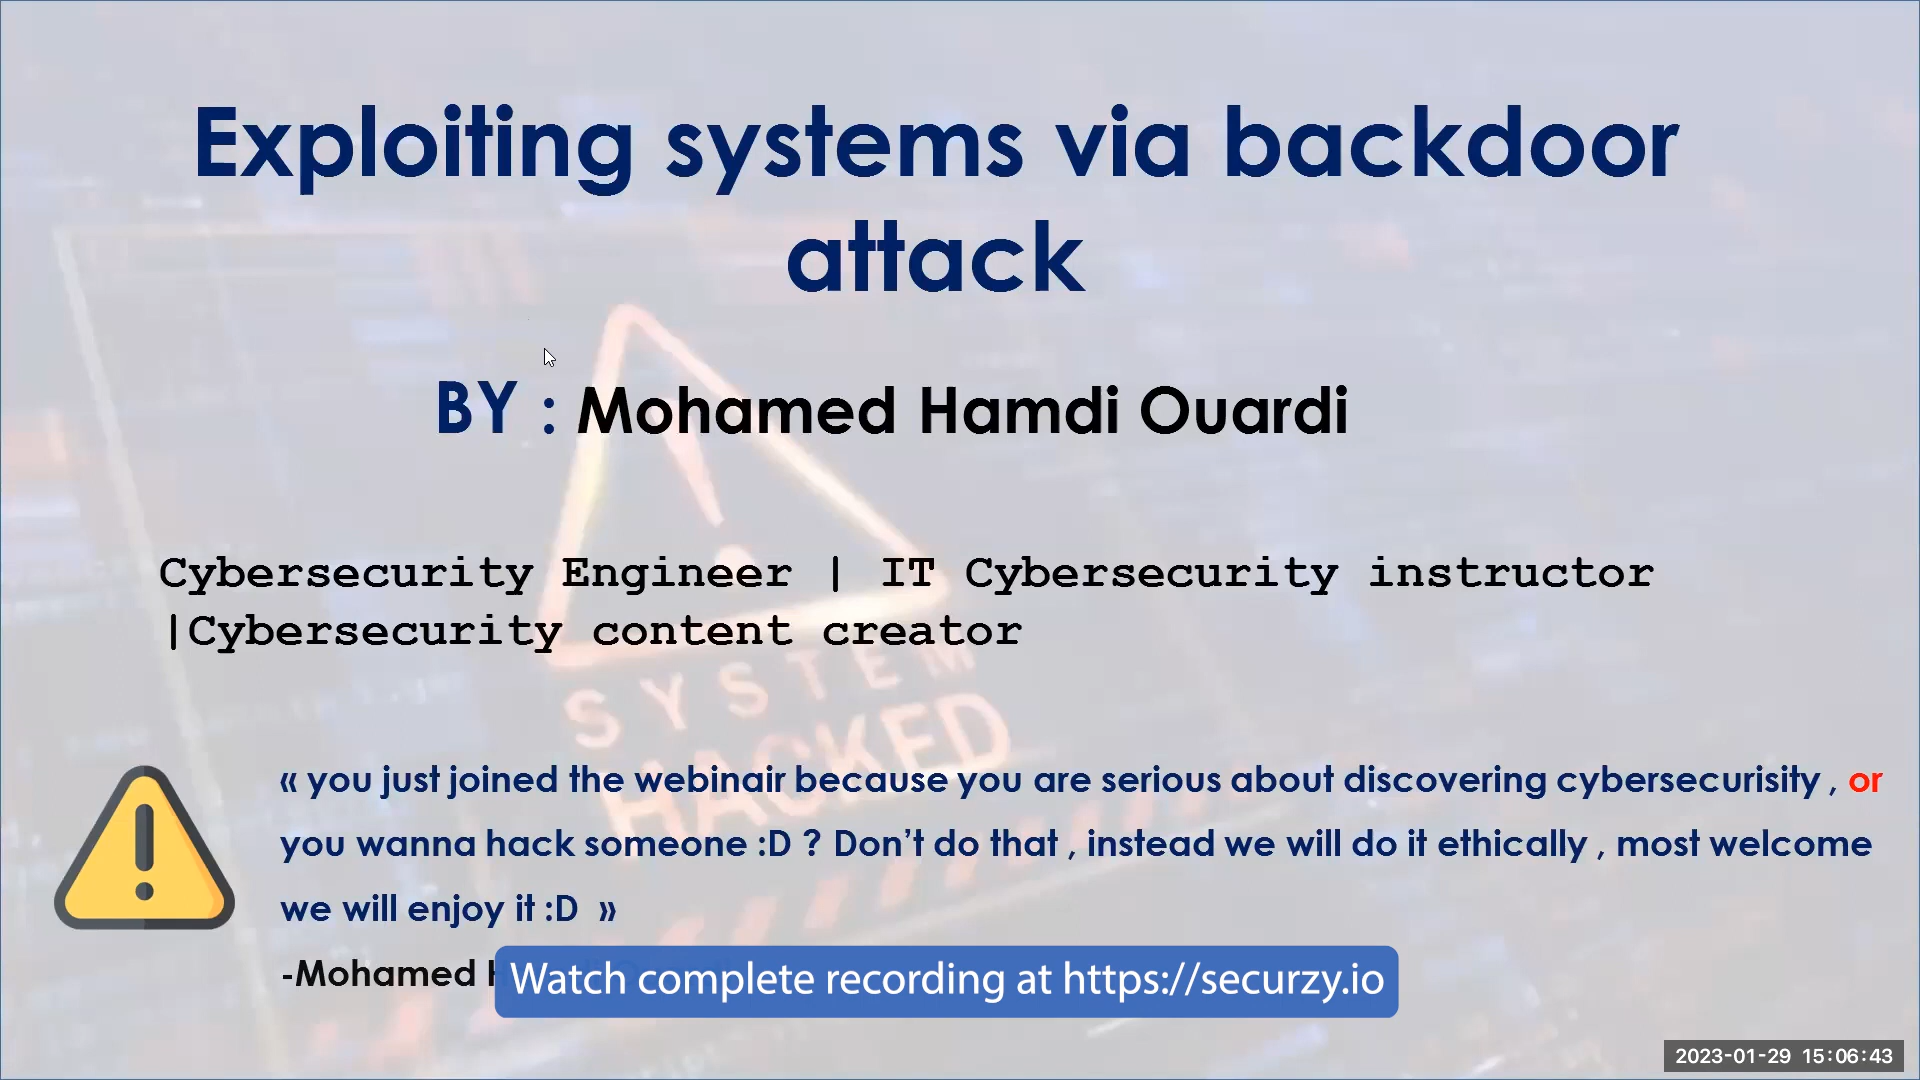 Exploiting systems via backdoor
attack
BY : Mohamed Hamdi Ouardi
Cybersecurity Engineer | IT Cybersecurity instructor
|Cybersecurity content creator
SYSTEM
HACKED
« you just joined the webinair because you are serious about discovering cybersecurisity , or
you wanna hack someone :D ? Don’t do that , instead we will do it ethically , most welcome
we will enjoy it :D »
-Mohamed
Watch complete recording at https://securzy.io
2023-01-29 15:06:43